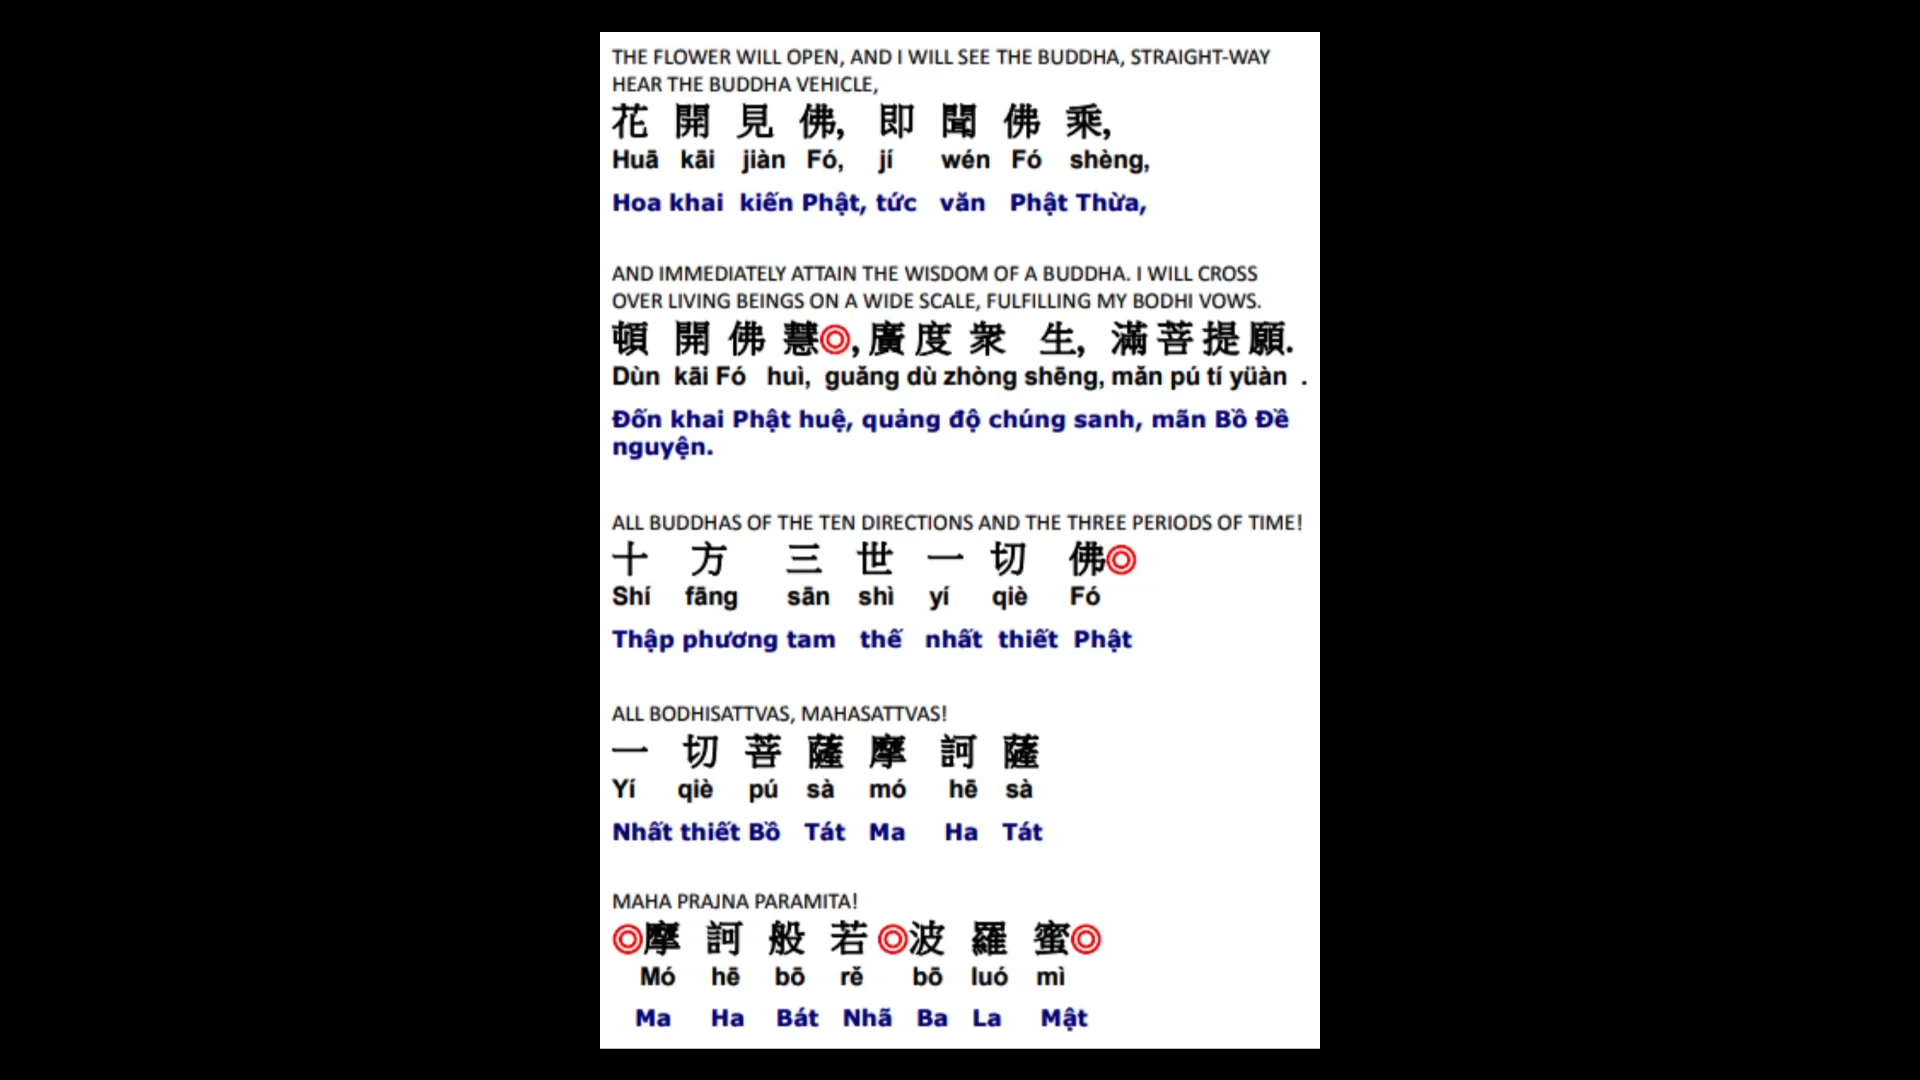 THE FLOWER WILL OPEN, AND I WILL SEE THE BUDDHA, STRAIGHT-WAY
HEAR THE BUDDHA VEHICLE,
花 開 見 佛, 即 聞 佛 乘,
Huā kāi jiàn Fó, jí wén Fó shèng,
Hoa khai kiến Phật, tức văn Phật Thừa,
AND IMMEDIATELY ATTAIN THE WISDOM OF A BUDDHA. I WILL CROSS
OVER LIVING BEINGS ON A WIDE SCALE, FULFILLING MY BODHI VOWS.
頓 開 佛 慧◎, 廣 度 衆 生, 滿 菩 提 願.
Dùn kāi Fó huì, guǎng dù zhòng shēng, mǎn pú tí yüàn .
Đốn khai Phật huệ, quảng độ chúng sanh, mãn Bồ Đề
nguyện.
ALL BUDDHAS OF THE TEN DIRECTIONS AND THE THREE PERIODS OF TIME!
十 方 三 世 一 切 佛◎
Shí fāng sān shì yí qiè Fó
Thập phương tam thế nhất thiết Phật
ALL BODHISATTVAS, MAHASATTVAS!
一 切 菩 薩 摩 訶 薩
Yí qiè pú sà mó hē sà
Nhất thiết Bồ Tát Ma Ha Tát
MAHA PRAJNA PARAMITA!
◎摩 訶 般 若 ◎波 羅 蜜◎
Mó hē bō rě bō luó mì
Ma Ha Bát Nhã Ba La Mật